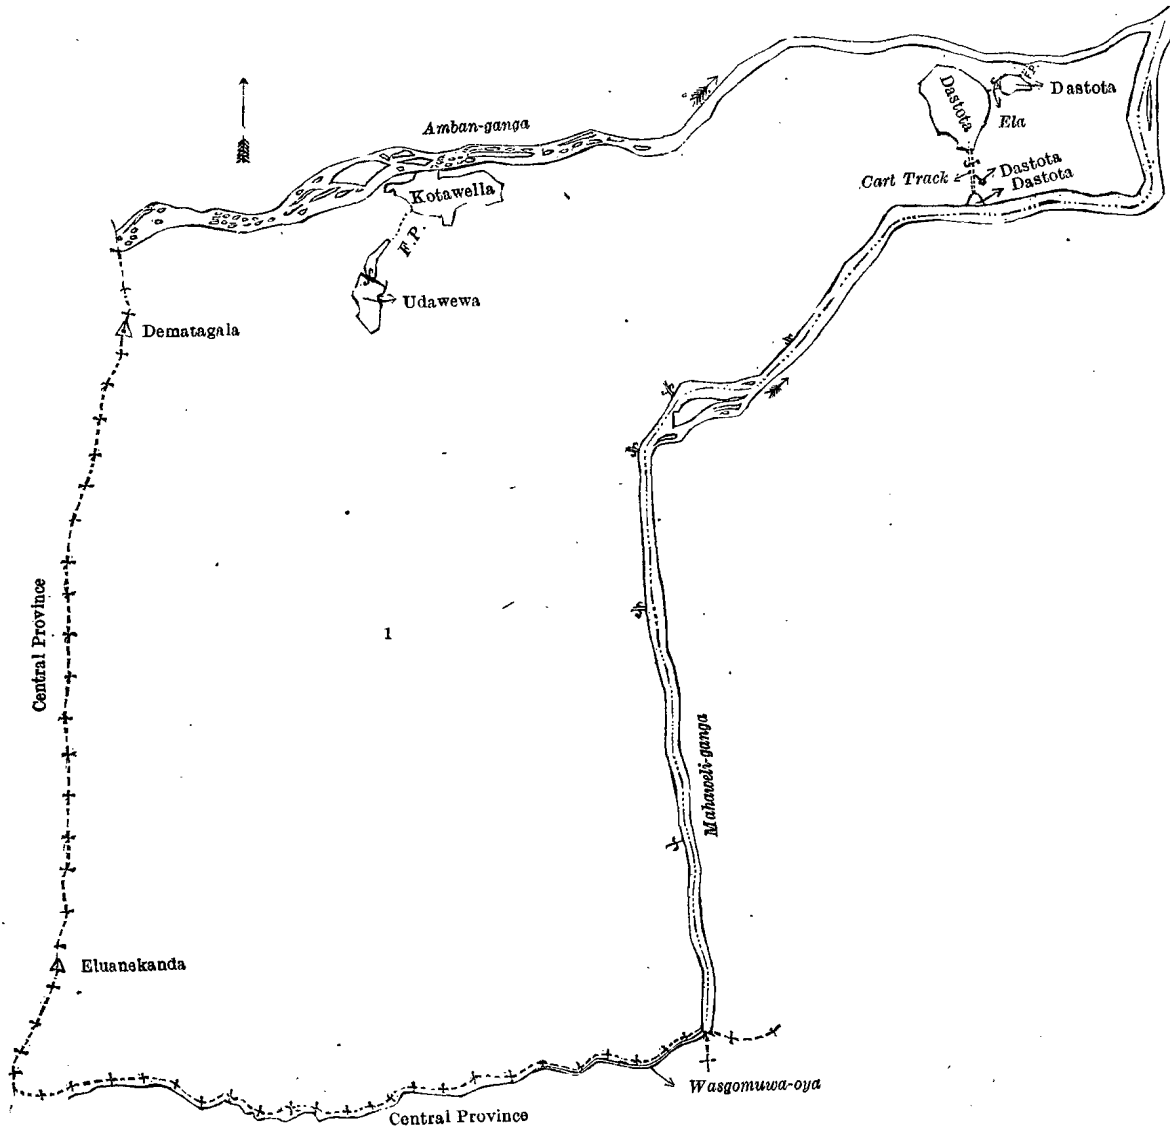 Amban-ganga
Dastota
F.P.
Dastota
Ela
Cart Track
Dastota
Dastota
Kotawella
F.P.
Udawewa
Dematagala
Central Province
1
Mahaweli-ganga
Eluanekanda
Wasgomuwa-oya
Central Province